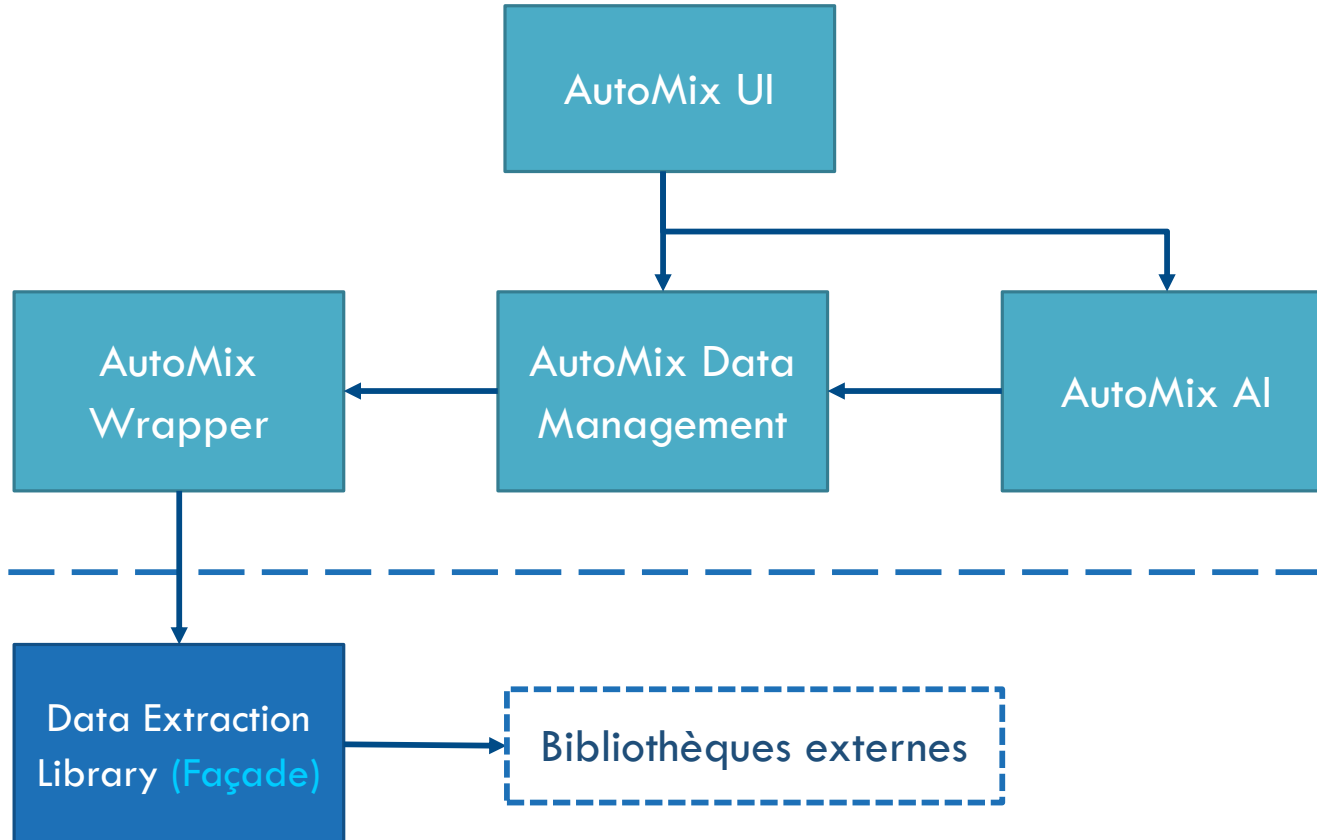 AutoMix UI
AutoMix
Wrapper
AutoMix Data
Management
AutoMix AI
Data Extraction
Library (Façade)
Bibliothèques externes